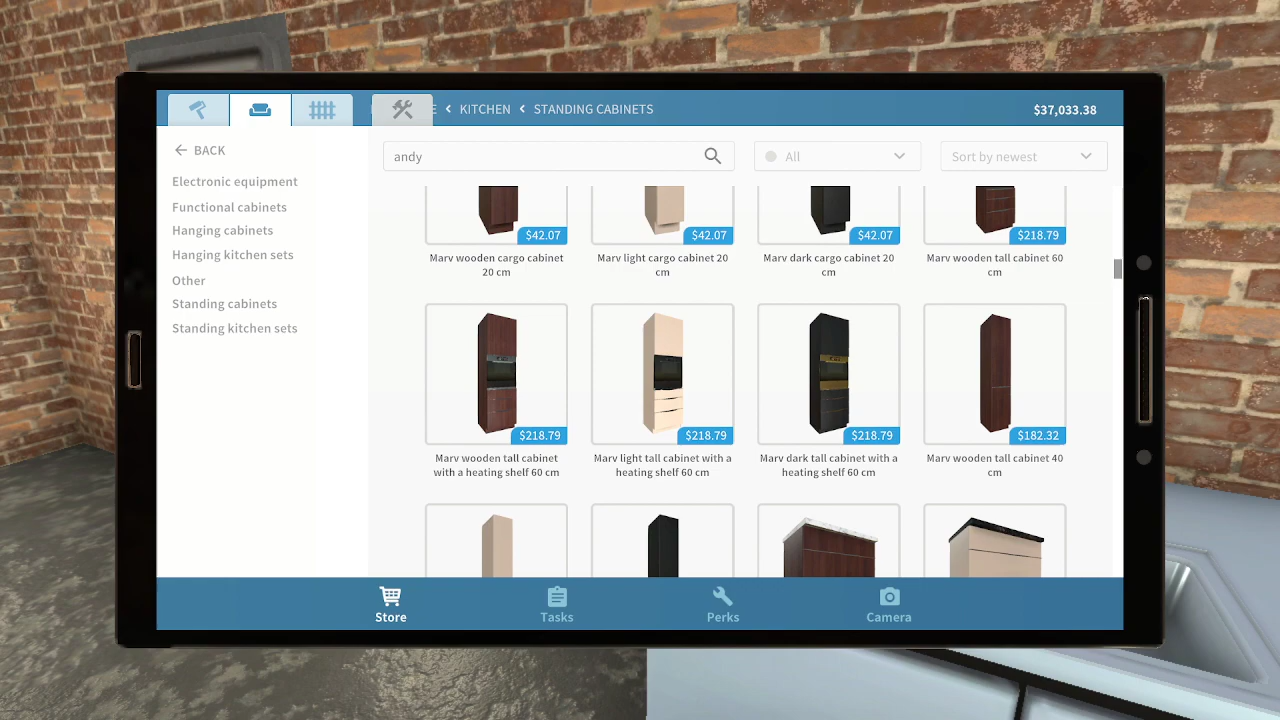 E < KITCHEN < STANDING CABINETS
$37,033.38
BACK
andy
All
Sort by newest
Electronic equipment
Functional cabinets
Hanging cabinets
Hanging kitchen sets
Other
Standing cabinets
Standing kitchen sets
$42.07
$42.07
$42.07
$218.79
Marv wooden cargo cabinet
20 cm
Marv light cargo cabinet 20
cm
Marv dark cargo cabinet 20
cm
Marv wooden tall cabinet 60
cm
$218.79
$218.79
$218.79
$182.32
Marv wooden tall cabinet
with a heating shelf 60 cm
Marv light tall cabinet with a
heating shelf 60 cm
Marv dark tall cabinet with a
heating shelf 60 cm
Marv wooden tall cabinet 40
cm
Store
Tasks
Perks
Camera